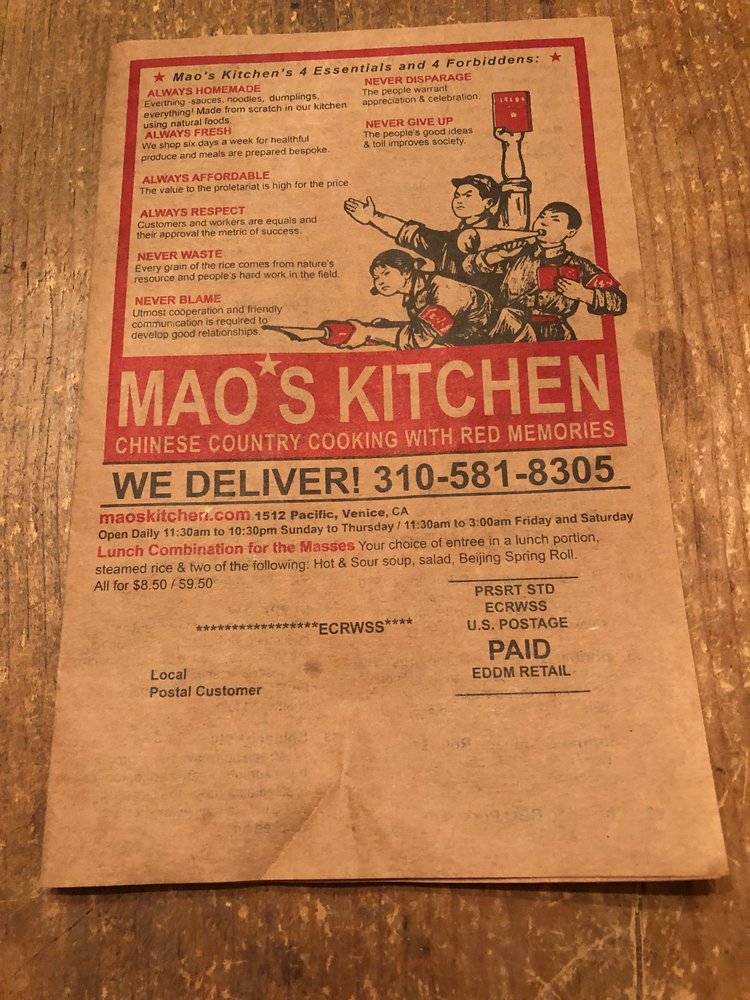 ★ Mao's Kitchen's 4 Essentials and 4 Forbiddens: ★
ALWAYS HOMEMADE
Everthing -sauces, noodles, dumplings,
everything! Made from scratch in our kitchen
using natural foods.
ALWAYS FRESH
We shop six days a week for healthful
produce and meals are prepared bespoke.
ALWAYS AFFORDABLE
The value to the proletariat is high for the price
ALWAYS RESPECT
Customers and workers are equals and
their approval the metric of success.
NEVER WASTE
Every grain of the rice comes from nature's
resource and people's hard work in the field.
NEVER BLAME
Utmost cooperation and friendly
communication is required to
develop good relationships.
NEVER DISPARAGE
The people warrant
appreciation & celebration.
NEVER GIVE UP
The people's good ideas
& toil improves society.
MAO★S KITCHEN
CHINESE COUNTRY COOKING WITH RED MEMORIES
WE DELIVER! 310-581-8305
maoskitchen.com 1512 Pacific, Venice, CA
Open Daily 11:30am to 10:30pm Sunday to Thursday / 11:30am to 3:00am Friday and Saturday
Lunch Combination for the Masses Your choice of entree in a lunch portion,
steamed rice & two of the following: Hot & Sour soup, salad, Beijing Spring Roll.
All for $8.50 / $9.50
PRSRT STD
ECRWSS
U.S. POSTAGE
PAID
EDDM RETAIL
*****************ECRWSS****
Local
Postal Customer